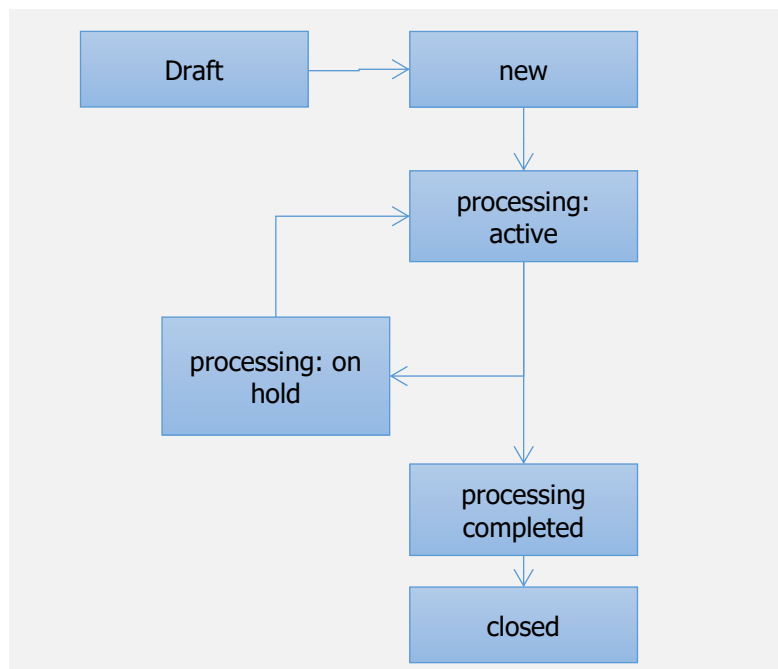 Draft
new
processing:
active
processing: on
hold
processing
completed
closed